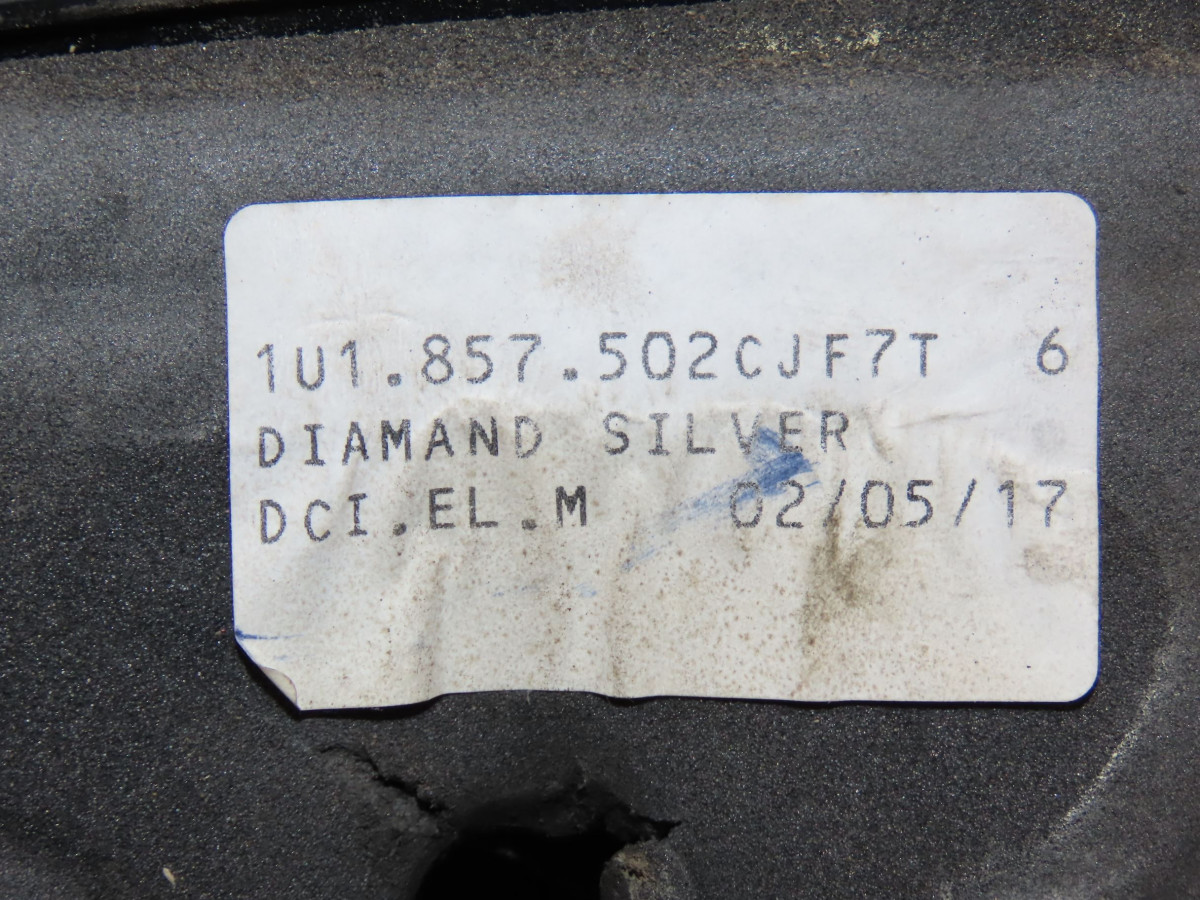 1U1.857.502CJF7T 6
DIAMAND SILVER
DCI.EL.M 02/05/17